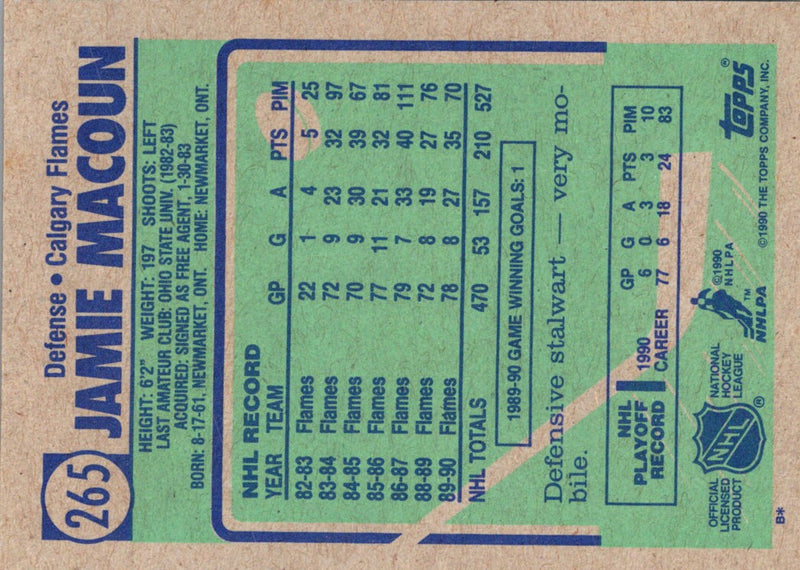 265
Defense • Calgary Flames
JAMIE MACOUN
HEIGHT: 6'2" WEIGHT: 197 SHOOTS: LEFT
LAST AMATEUR CLUB: OHIO STATE UNIV. (1982-83)
ACQUIRED: SIGNED AS FREE AGENT, 1-30-83
BORN: 8-17-61, NEWMARKET, ONT. HOME: NEWMARKET, ONT.
NHL RECORD
YEAR TEAM GP G A PTS PIM
82-83 Flames 22 1 4 5 25
83-84 Flames 72 9 23 32 97
84-85 Flames 70 9 30 39 67
85-86 Flames 77 11 21 32 81
86-87 Flames 79 7 33 40 111
88-89 Flames 72 8 19 27 76
89-90 Flames 78 8 27 35 70
NHL TOTALS 470 53 157 210 527
1989-90 GAME WINNING GOALS: 1
Defensive stalwart — very mo-
bile.
NHL
PLAYOFF
RECORD
GP G A PTS PIM
1990 6 0 3 3 10
CAREER 77 6 18 24 83
OFFICIAL
LICENSED
PRODUCT
NHL
®
NATIONAL
HOCKEY
LEAGUE
©1990
NHLPA
TM
NHLPA
TOPPS®
©1990 THE TOPPS COMPANY, INC.
B*